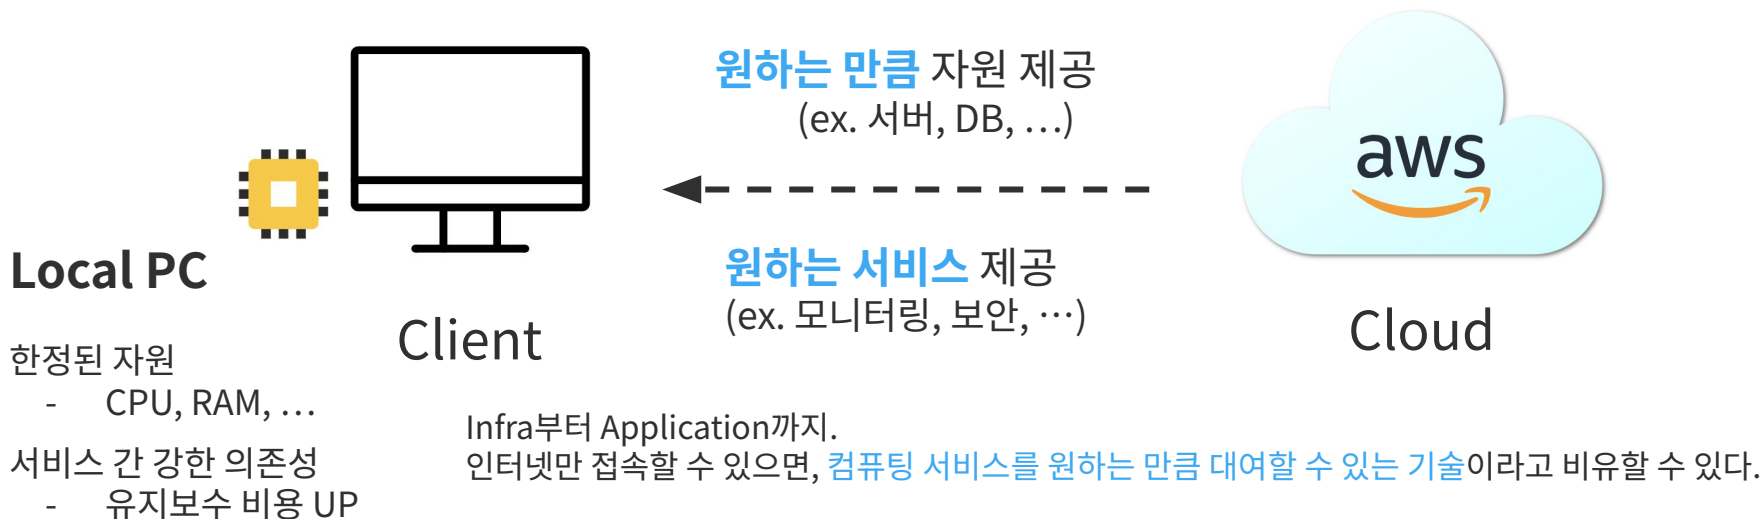 Local PC
한정된 자원
- CPU, RAM, …
서비스 간 강한 의존성
- 유지보수 비용 UP
Client
원하는 만큼 자원 제공
(ex. 서버, DB, …)
원하는 서비스 제공
(ex. 모니터링, 보안, …)
aws
Cloud
Infra부터 Application까지.
인터넷만 접속할 수 있으면, 컴퓨팅 서비스를 원하는 만큼 대여할 수 있는 기술이라고 비유할 수 있다.